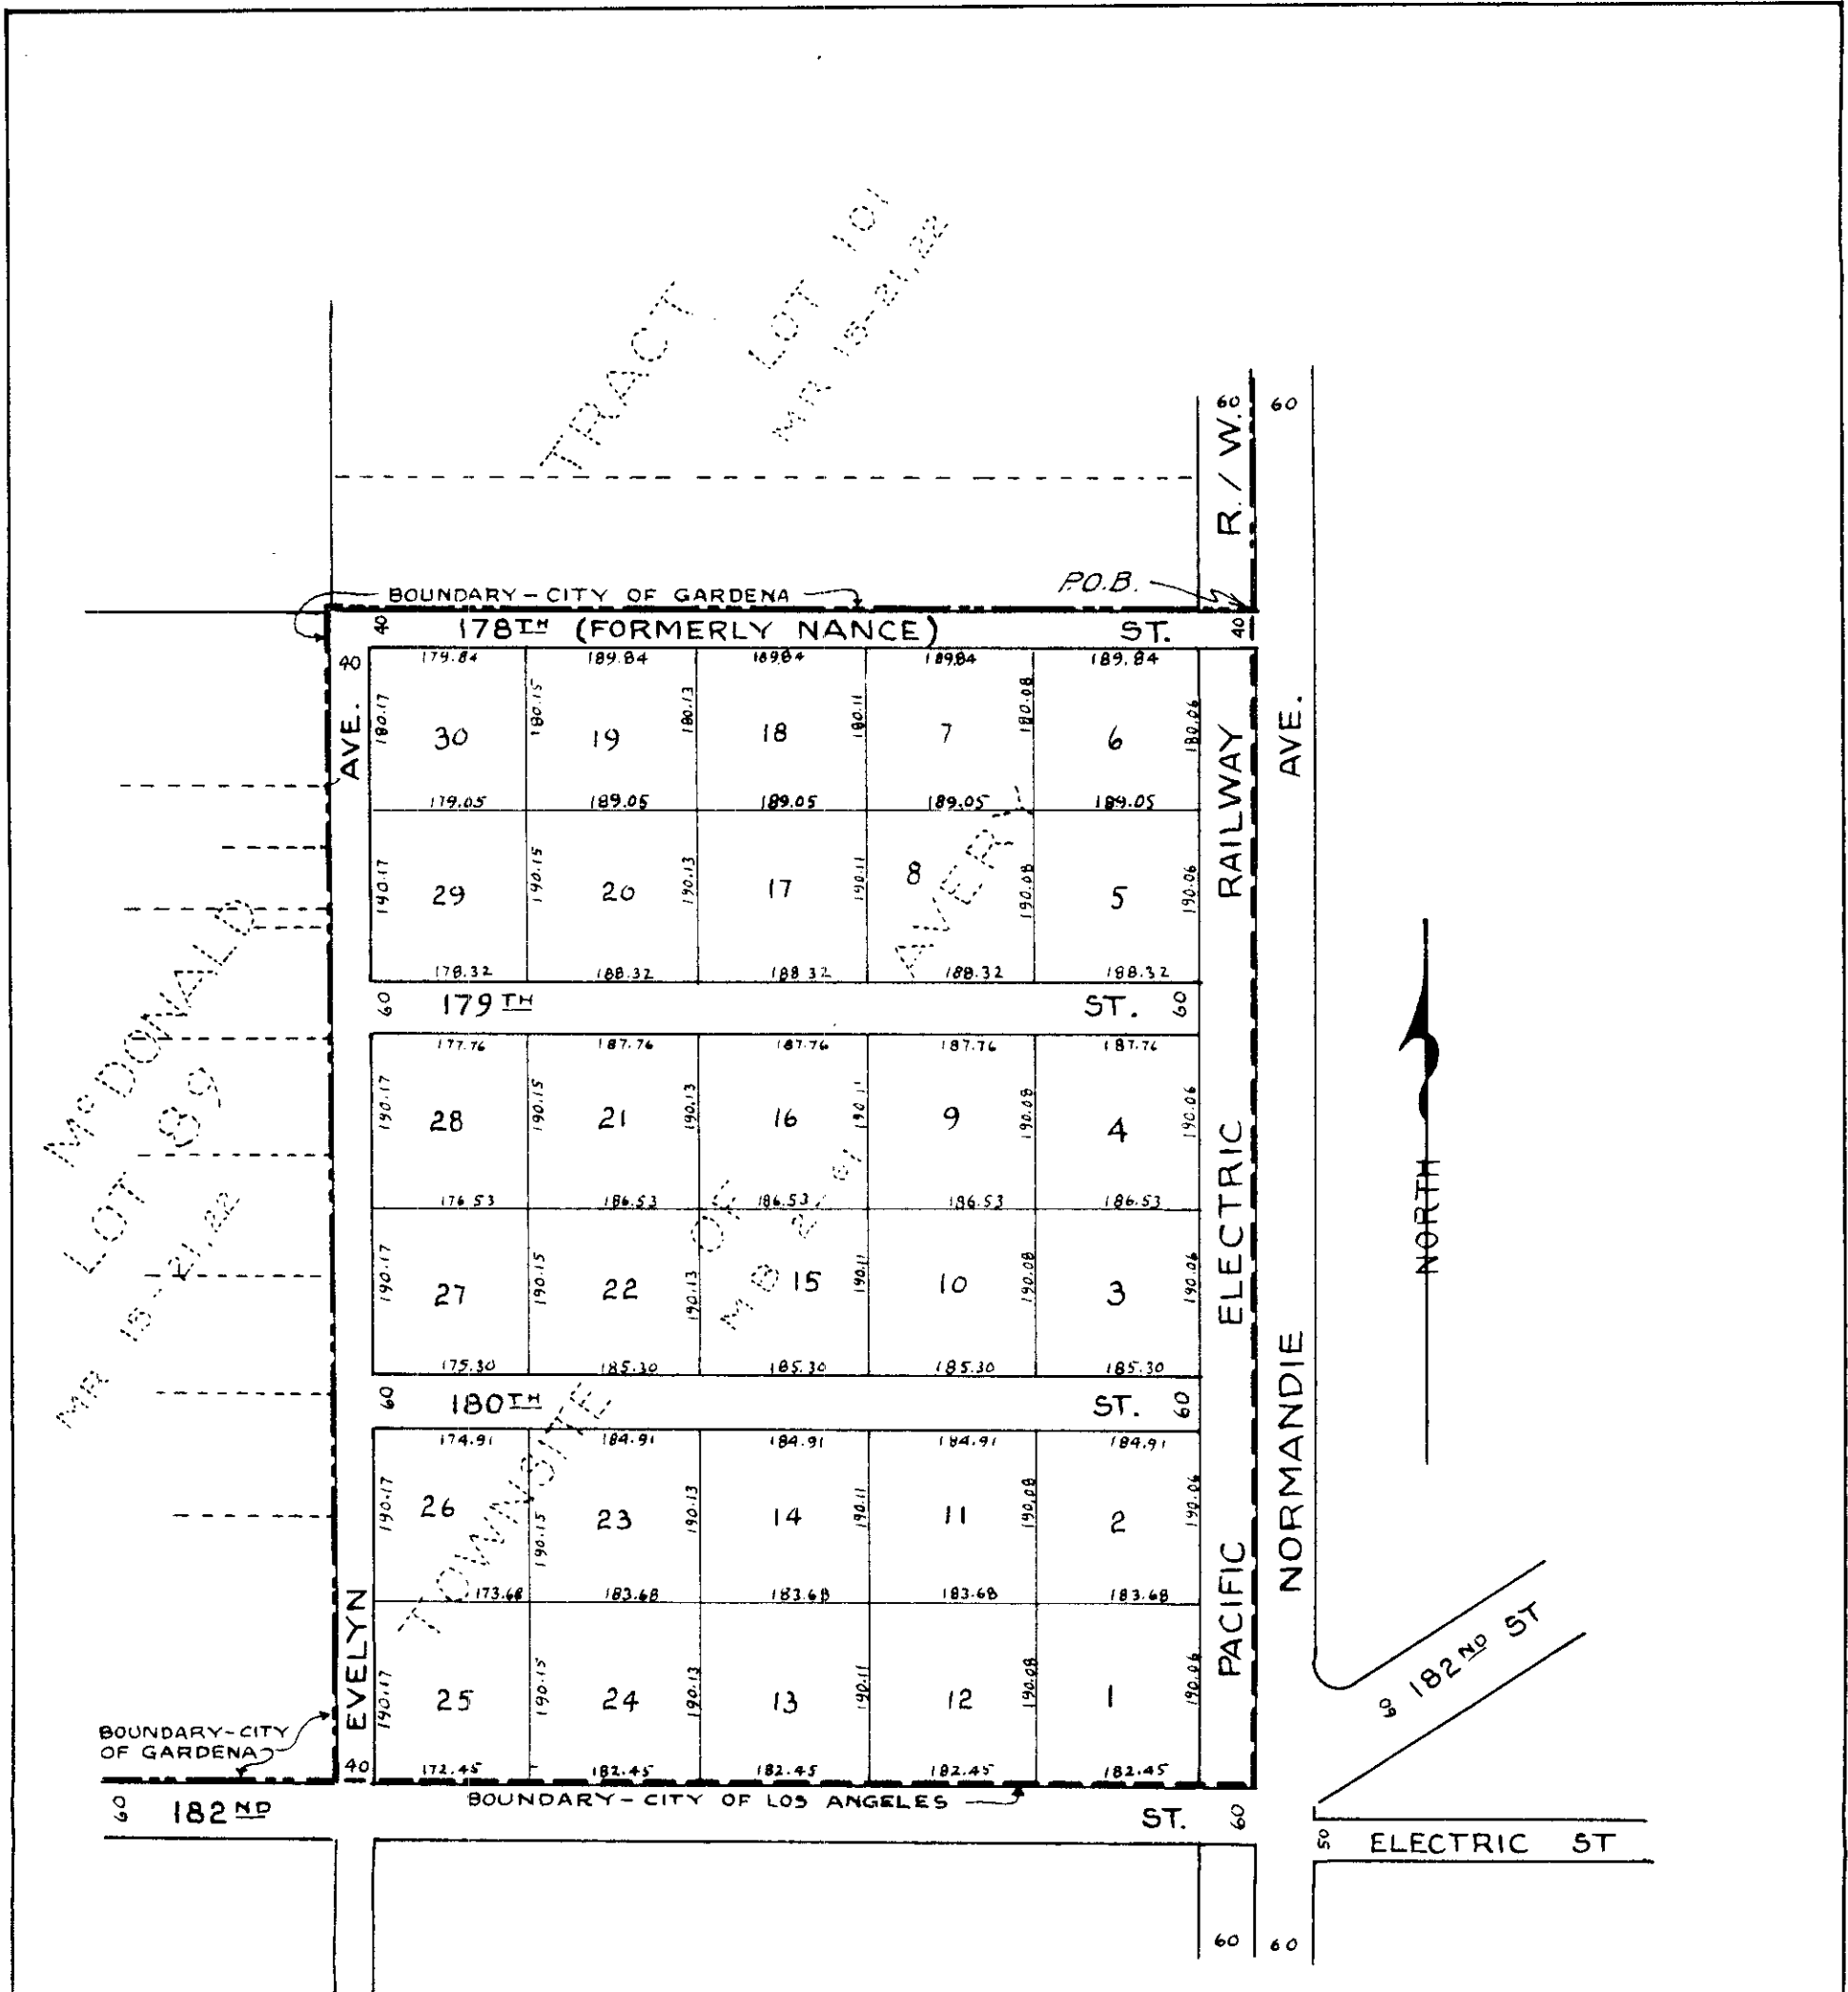 TRACT
LOT 101
MR 15-21,22
R./W.
60
60
P.O.B.
BOUNDARY-CITY OF GARDENA
40
178TH (FORMERLY NANCE) ST.
40
40
179.84 189.84 189.84 189.84 189.84
180.17 180.15 180.13 180.11 180.08 180.06
30 19 18 7 6
179.05 189.05 189.05 189.05 189.05
190.17 190.15 190.13 190.11 190.08 190.06
29 20 17 8 5
AVERY
178.32 188.32 188.32 188.32 188.32
60 179TH ST. 60
177.76 187.76 187.76 187.76 187.76
190.17 190.15 190.13 190.11 190.08 190.06
28 21 16 9 4
176.53 186.53 186.53 186.53 186.53
OF
190.17 190.15 190.13 190.11 190.08 190.06
27 22 15 10 3
175.30 185.30 185.30 185.30 185.30
60 180TH ST. 60
174.91 184.91 184.91 184.91 184.91
190.17 190.15 190.13 190.11 190.08 190.06
26 23 14 11 2
TOWNSITE
173.68 183.68 183.68 183.68 183.68
190.17 190.15 190.13 190.11 190.08 190.06
25 24 13 12 1
172.45 182.45 182.45 182.45 182.45
EVELYN AVE.
40
PACIFIC ELECTRIC RAILWAY
NORMANDIE AVE.
NORTH
McDONALD
LOT 89
MR 15-21,22
BOUNDARY-CITY
OF GARDENA
BOUNDARY-CITY OF LOS ANGELES
60 182ND ST. 60
60 182ND ST
50 ELECTRIC ST
60 60